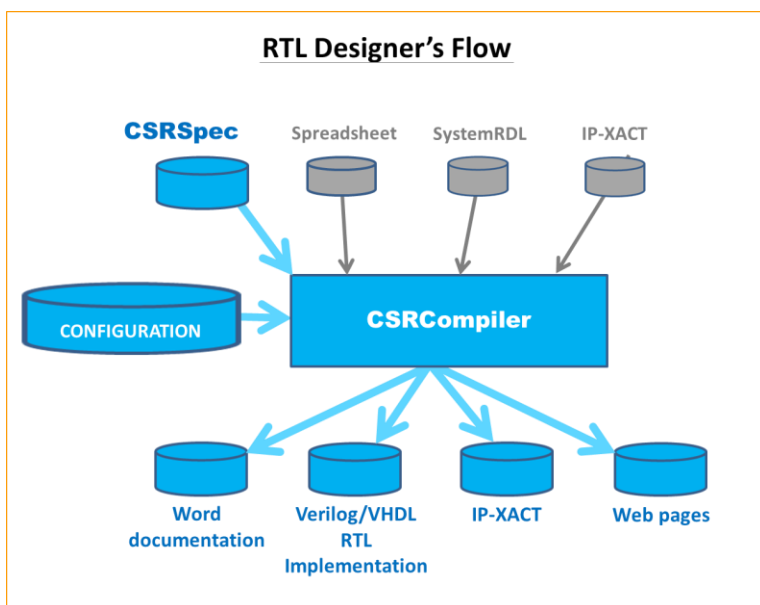 RTL Designer's Flow
CSRSpec
Spreadsheet
SystemRDL
IP-XACT
CONFIGURATION
CSRCompiler
Word
documentation
Verilog/VHDL
RTL
Implementation
IP-XACT
Web pages